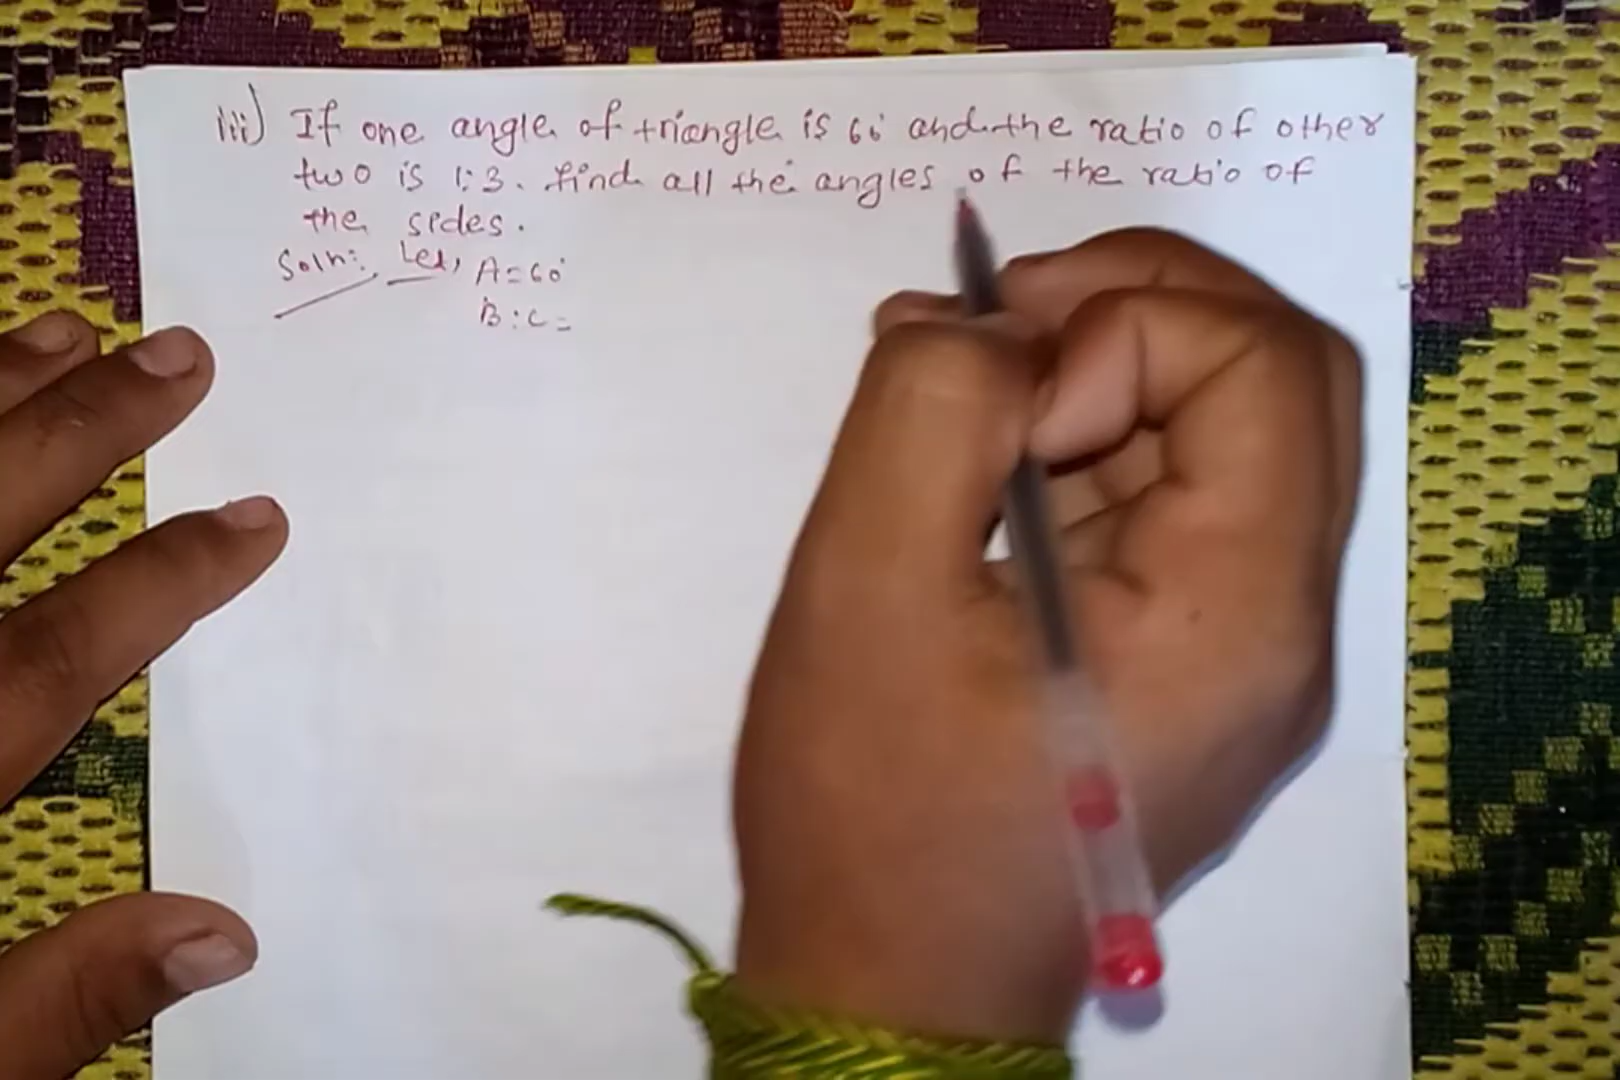 iii) If one angle of triangle is 60° and the ratio of other
two is 1:3. find all the angles of the ratio of
the sides.
Soln: Let, A=60°
B:C=